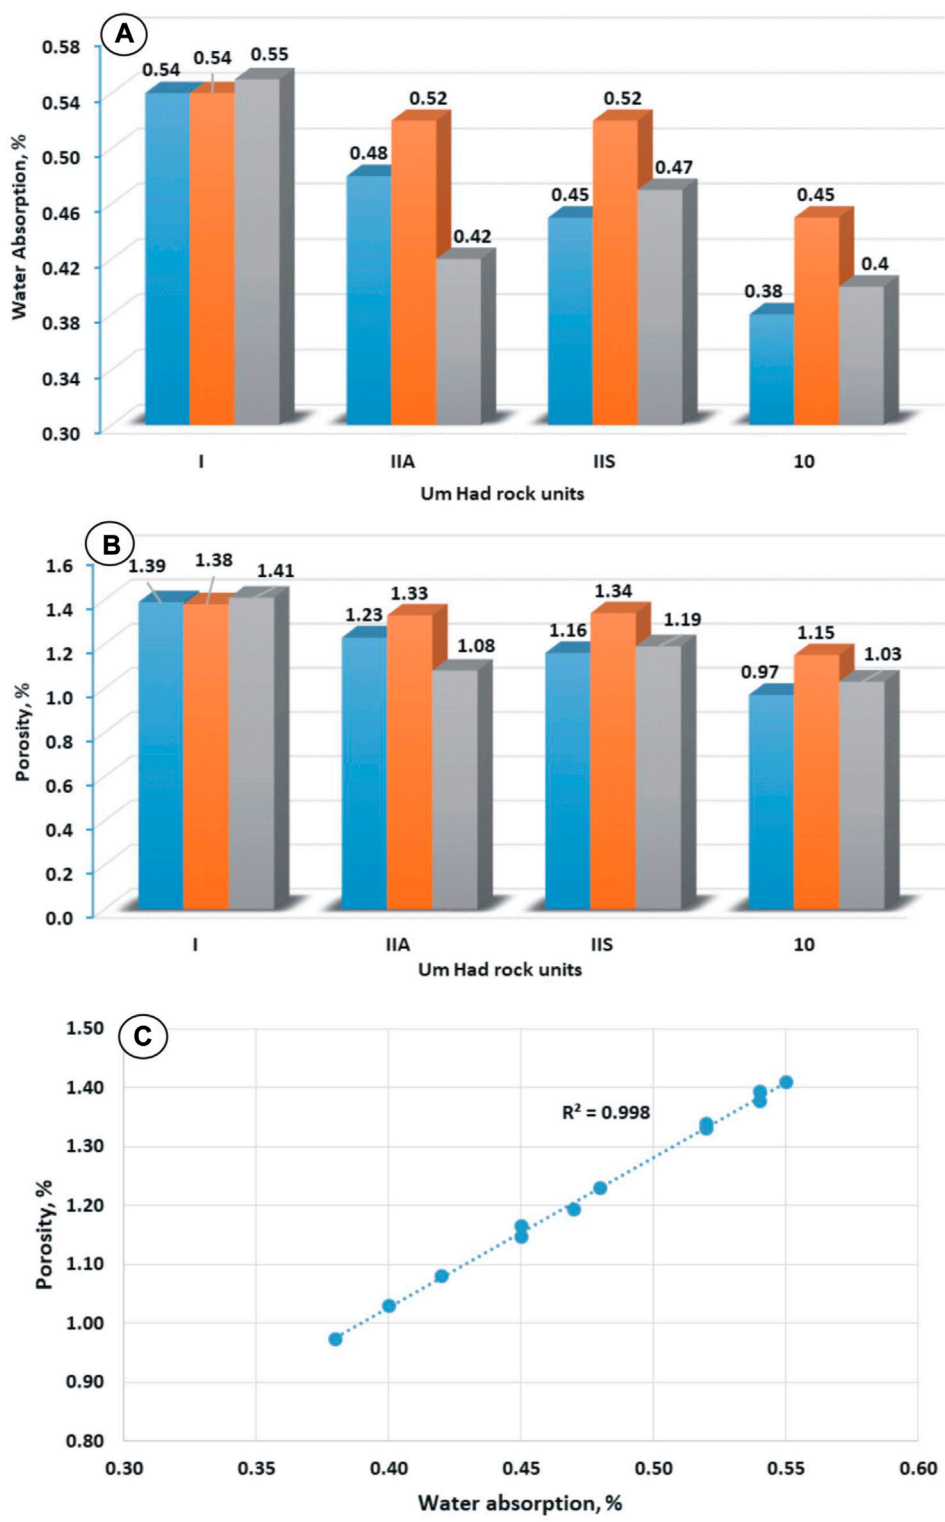 A
Water Absorption, %
0.58
0.54
0.50
0.46
0.42
0.38
0.34
0.30
0.54 0.54 0.55
0.48 0.52 0.42
0.45 0.52 0.47
0.38 0.45 0.4
I IIA IIS 10
Um Had rock units
B
Porosity, %
1.6
1.4
1.2
1.0
0.8
0.6
0.4
0.2
0.0
1.39 1.38 1.41
1.23 1.33 1.08
1.16 1.34 1.19
0.97 1.15 1.03
I IIA IIS 10
Um Had rock units
C
Porosity, %
1.50
1.40
1.30
1.20
1.10
1.00
0.90
0.80
R² = 0.998
0.30 0.35 0.40 0.45 0.50 0.55 0.60
Water absorption, %